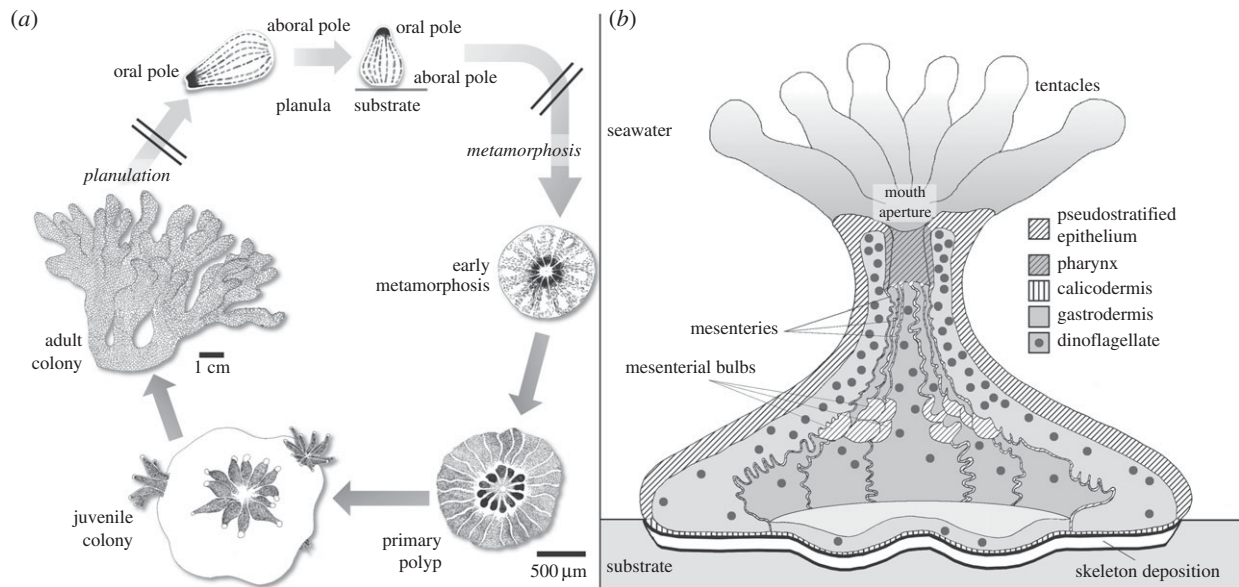 (a)
aboral pole
oral pole
oral pole
aboral pole
planula
substrate
metamorphosis
planulation
early
metamorphosis
adult
colony
1 cm
juvenile
colony
primary
polyp
500 µm
(b)
tentacles
seawater
mouth
aperture
pseudostratified
epithelium
pharynx
calicodermis
gastrodermis
dinoflagellate
mesenteries
mesenterial bulbs
substrate
skeleton deposition